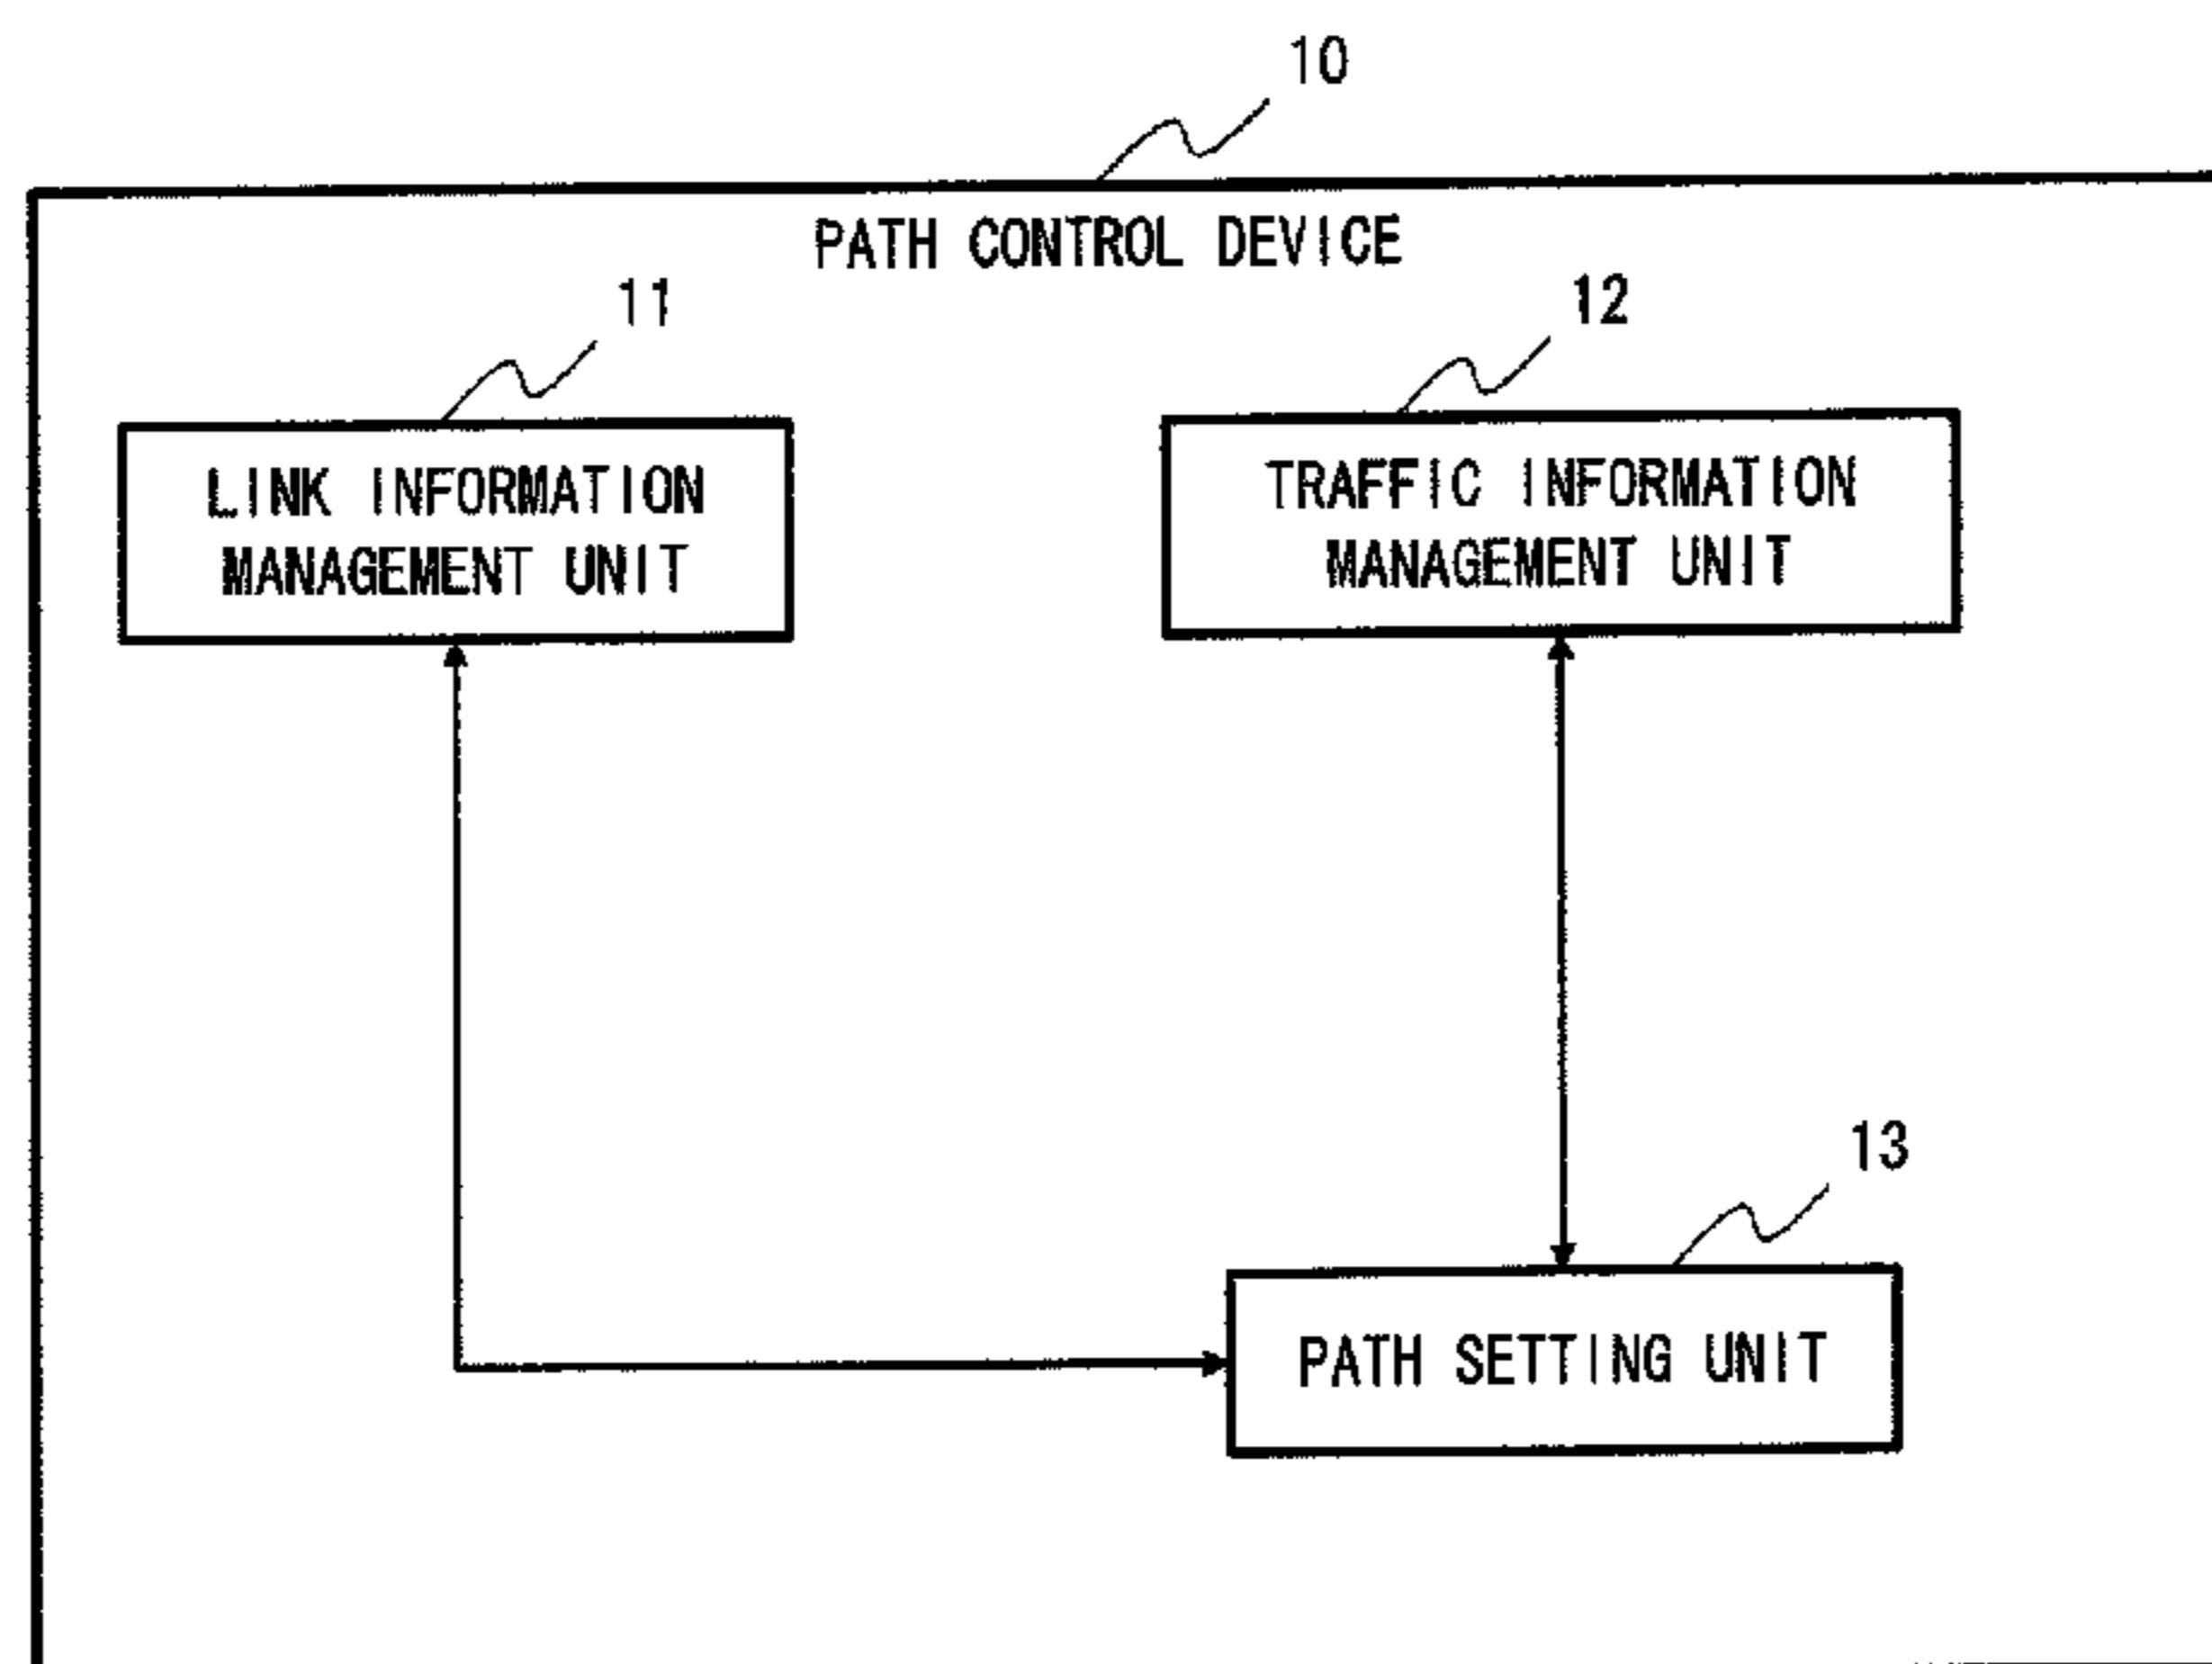 10
PATH CONTROL DEVICE
11
12
LINK INFORMATION
MANAGEMENT UNIT
TRAFFIC INFORMATION
MANAGEMENT UNIT
13
PATH SETTING UNIT